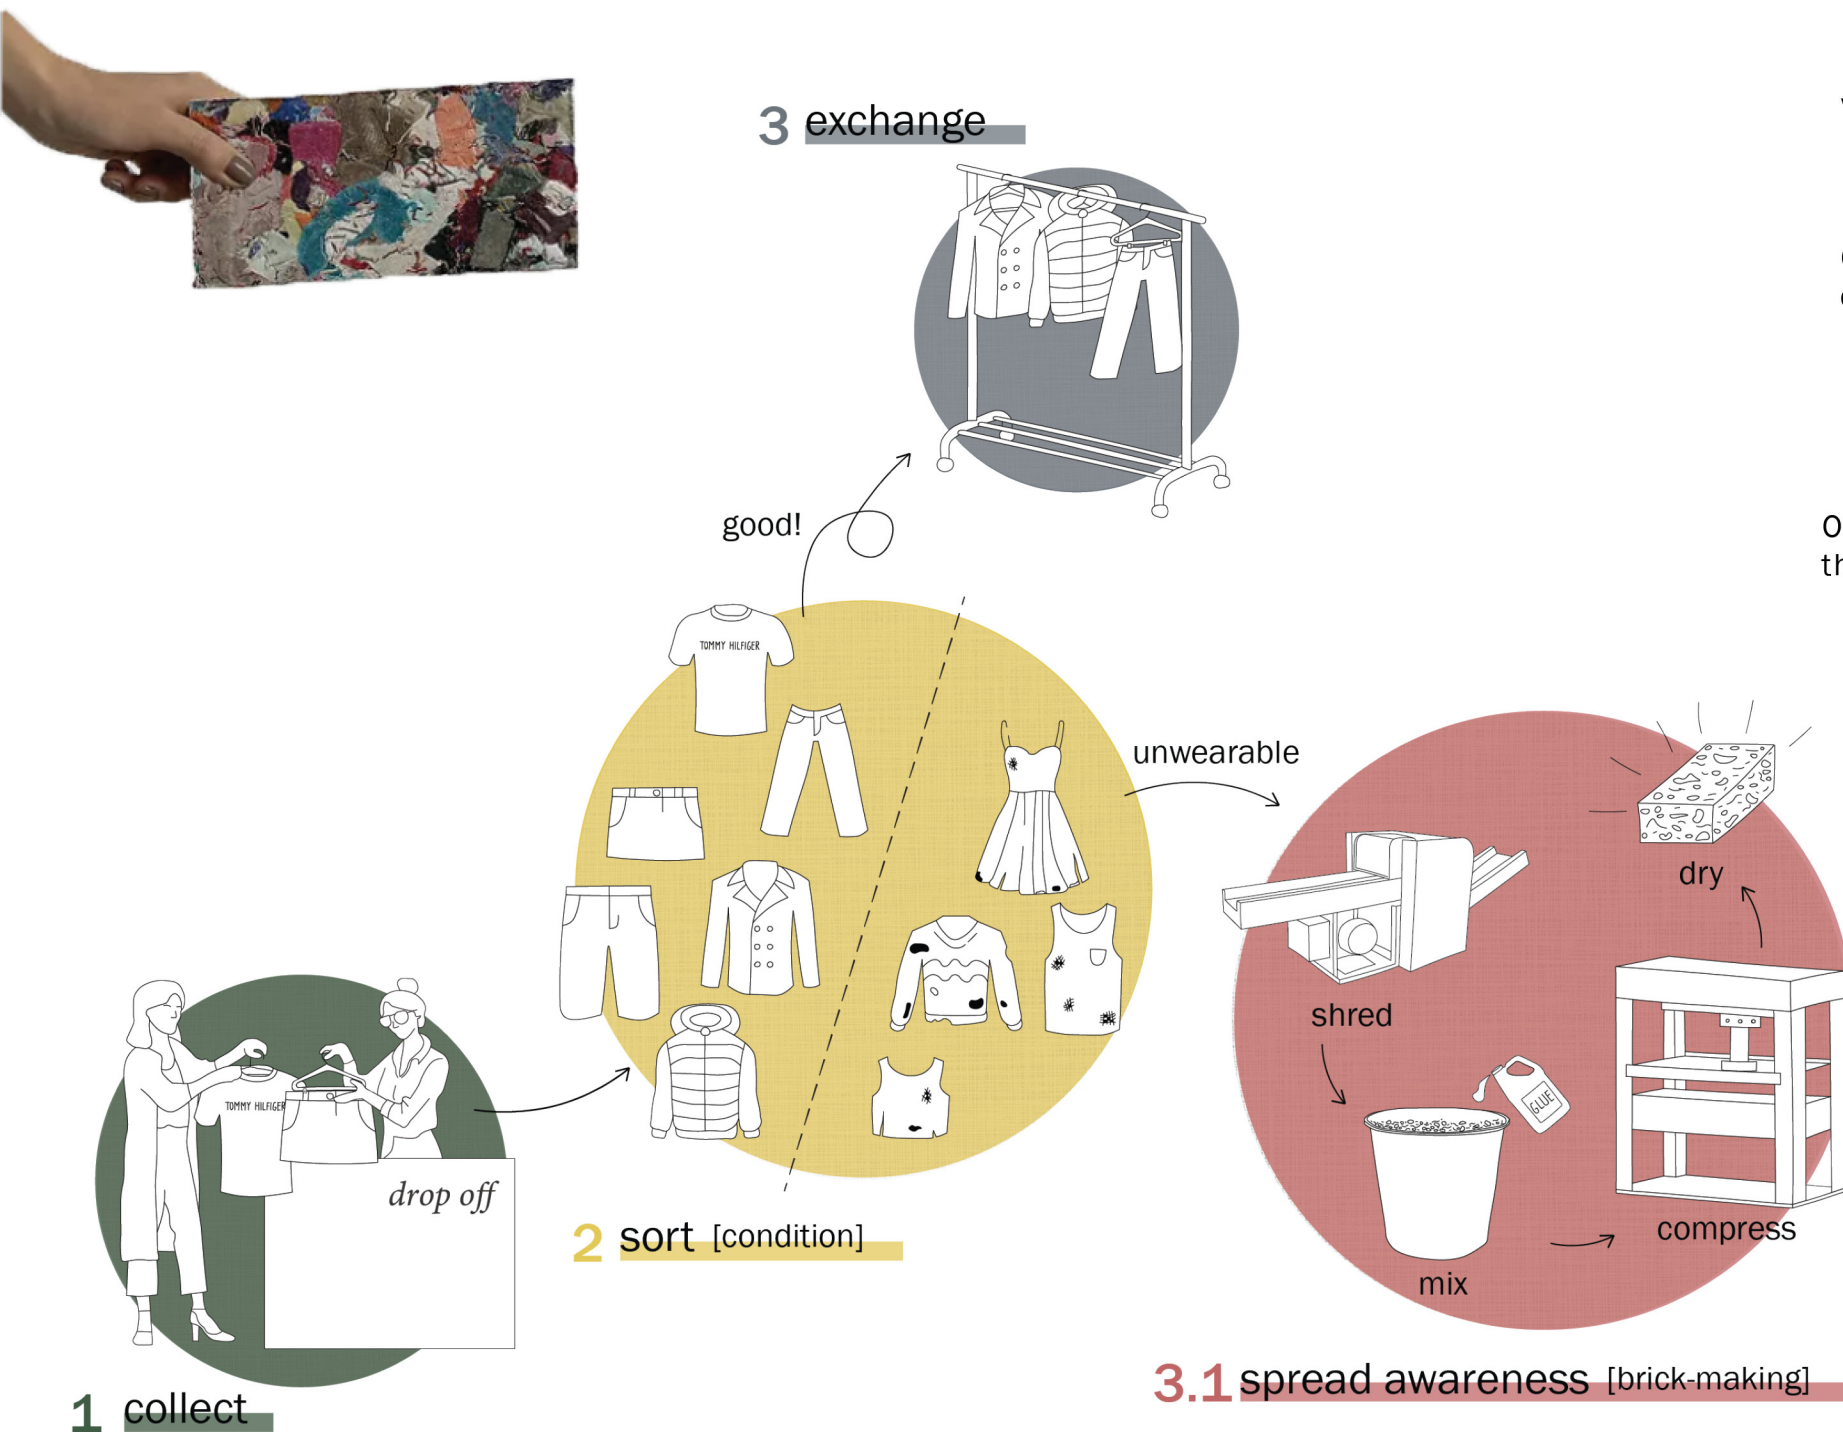 3 exchange
good!
TOMMY HILFIGER
unwearable
dry
shred
GLUE
TOMMY HILFIGER
drop off
compress
2 sort [condition]
mix
3.1 spread awareness [brick-making]
1 collect